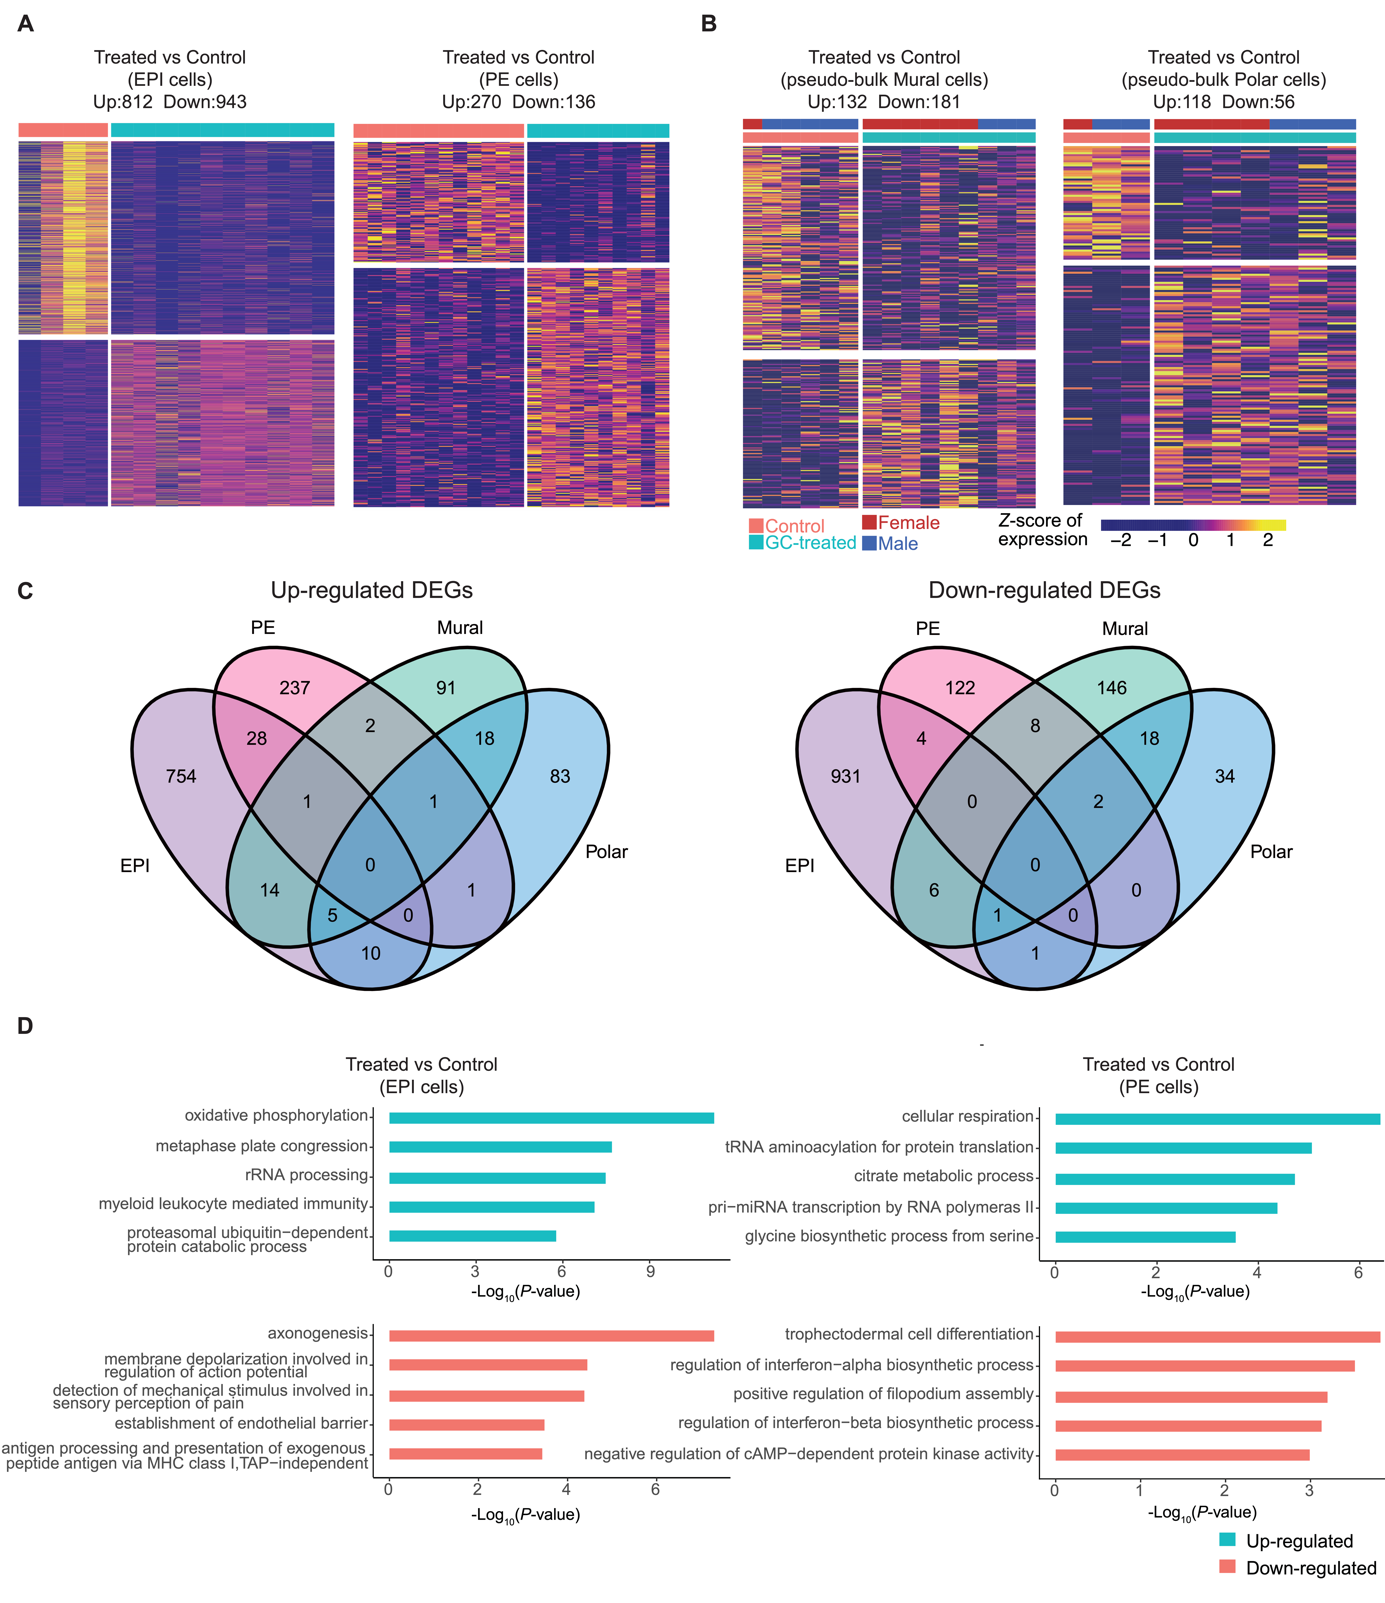 A
Treated vs Control
(EPI cells)
Up:812 Down:943
Treated vs Control
(PE cells)
Up:270 Down:136
B
Treated vs Control
(pseudo-bulk Mural cells)
Up:132 Down:181
Treated vs Control
(pseudo-bulk Polar cells)
Up:118 Down:56
Control
GC-treated
Female
Male
Z-score of
expression
−2 −1 0 1 2
C
Up-regulated DEGs
PE
Mural
EPI
Polar
237
91
2
28
18
754
83
1
1
0
14
1
5
0
10
Down-regulated DEGs
PE
Mural
EPI
Polar
122
146
8
4
18
931
34
0
2
0
6
0
1
0
1
D
Treated vs Control
(EPI cells)
oxidative phosphorylation
metaphase plate congression
rRNA processing
myeloid leukocyte mediated immunity
proteasomal ubiquitin−dependent
protein catabolic process
0 3 6 9
-Log10(P-value)
axonogenesis
membrane depolarization involved in
regulation of action potential
detection of mechanical stimulus involved in
sensory perception of pain
establishment of endothelial barrier
antigen processing and presentation of exogenous
peptide antigen via MHC class I,TAP−independent
0 2 4 6
-Log10(P-value)
-
Treated vs Control
(PE cells)
cellular respiration
tRNA aminoacylation for protein translation
citrate metabolic process
pri−miRNA transcription by RNA polymeras II
glycine biosynthetic process from serine
0 2 4 6
-Log10(P-value)
trophectodermal cell differentiation
regulation of interferon−alpha biosynthetic process
positive regulation of filopodium assembly
regulation of interferon−beta biosynthetic process
negative regulation of cAMP−dependent protein kinase activity
0 1 2 3
-Log10(P-value)
Up-regulated
Down-regulated